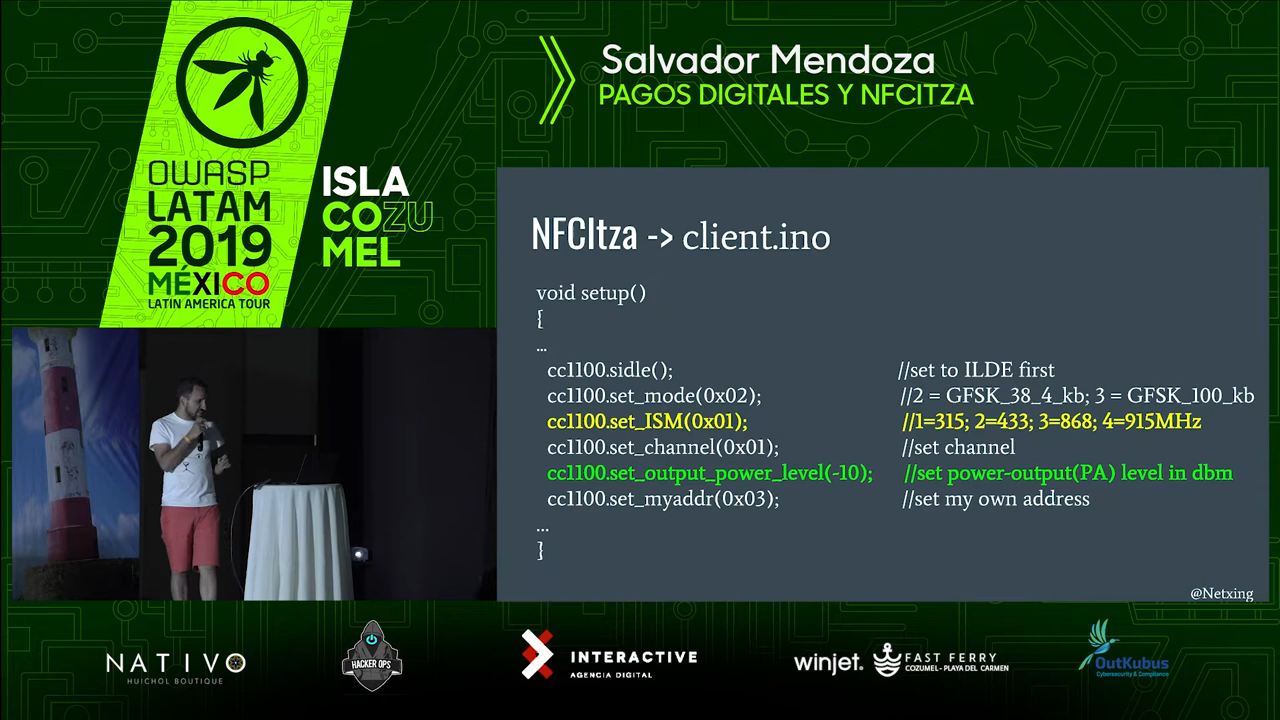 OWASP
LATAM
2019
MÉXICO
LATIN AMERICA TOUR
ISLA
COZU
MEL
Salvador Mendoza
PAGOS DIGITALES Y NFCITZA
NFCItza -> client.ino
void setup()
{
...
cc1100.sidle(); //set to ILDE first
cc1100.set_mode(0x02); //2 = GFSK_38_4_kb; 3 = GFSK_100_kb
cc1100.set_ISM(0x01); //1=315; 2=433; 3=868; 4=915MHz
cc1100.set_channel(0x01); //set channel
cc1100.set_output_power_level(-10); //set power-output(PA) level in dbm
cc1100.set_myaddr(0x03); //set my own address
...
}
@Netxing
NATIVO
HUICHOL BOUTIQUE
HACKER OPS
INTERACTIVE
AGENCIA DIGITAL
winjet.
FAST FERRY
COZUMEL - PLAYA DEL CARMEN
OutKubus
Cybersecurity & Compliance